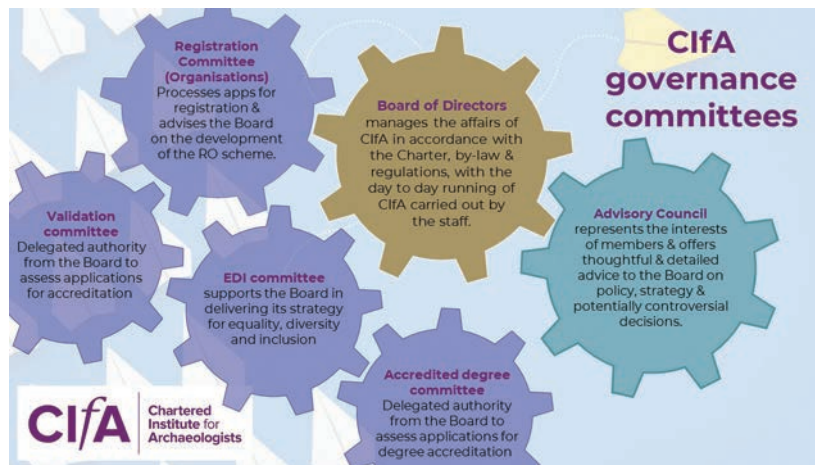 CIfA
governance
committees
Registration
Committee
(Organisations)
Processes apps for
registration &
advises the Board
on the development
of the RO scheme.
Board of Directors
manages the affairs of
CIfA in accordance with
the Charter, by-law &
regulations, with the
day to day running of
CIfA carried out by
the staff.
Validation
committee
Delegated authority
from the Board to
assess applications
for accreditation
EDI committee
supports the Board in
delivering its strategy
for equality, diversity
and inclusion
Advisory Council
represents the interests
of members & offers
thoughtful & detailed
advice to the Board on
policy, strategy &
potentially controversial
decisions.
Accredited degree
committee
Delegated authority
from the Board to
assess applications for
degree accreditation
CIfA
Chartered
Institute for
Archaeologists